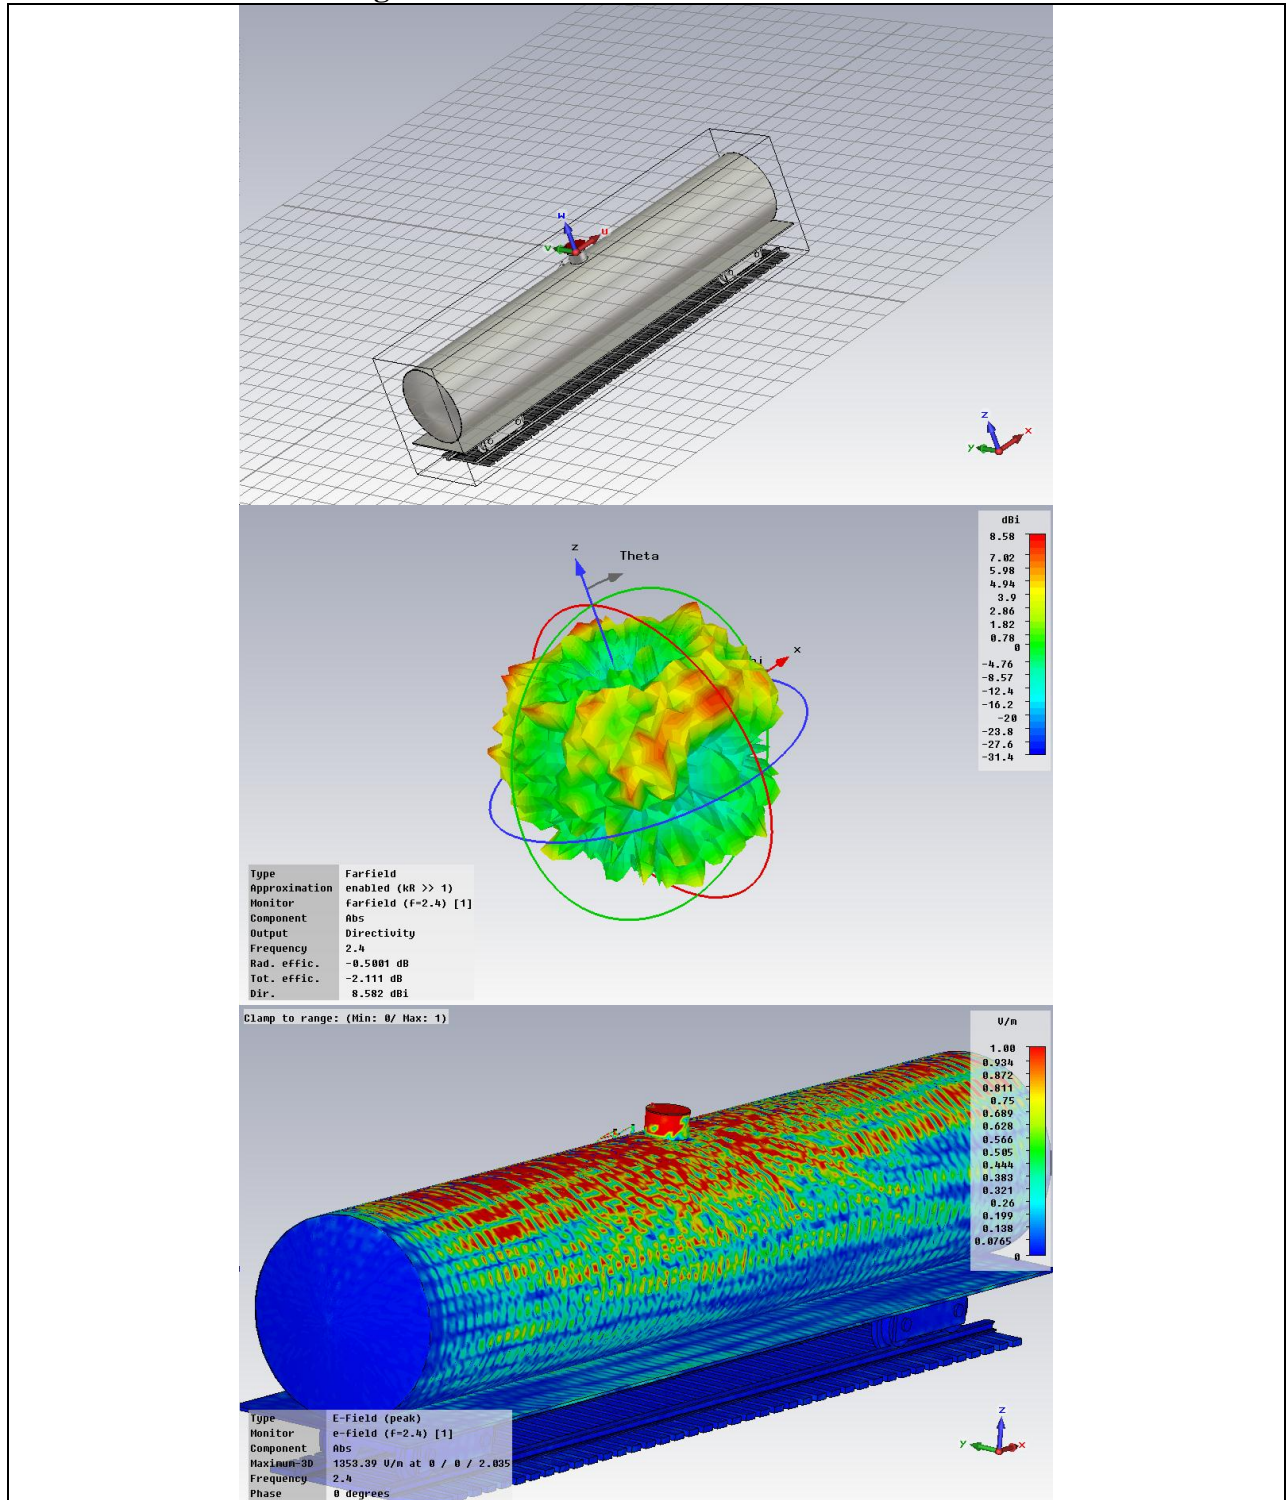 W
U
V
Z
X
Y
dBi
8.58
7.02
5.98
4.94
3.9
2.86
1.82
0.78
0
-4.76
-8.57
-12.4
-16.2
-20
-23.8
-27.6
-31.4
z
Theta
x
Type Farfield
Approximation enabled (kR >> 1)
Monitor farfield (f=2.4) [1]
Component Abs
Output Directivity
Frequency 2.4
Rad. effic. -0.5001 dB
Tot. effic. -2.111 dB
Dir. 8.582 dBi
Clamp to range: (Min: 0/ Max: 1)
V/m
1.00
0.934
0.872
0.811
0.75
0.689
0.628
0.566
0.505
0.444
0.383
0.321
0.26
0.199
0.138
0.0765
0
Type E-Field (peak)
Monitor e-field (f=2.4) [1]
Component Abs
Maximum-3D 1353.39 V/m at 0 / 0 / 2.035
Frequency 2.4
Phase 0 degrees
z
y
x